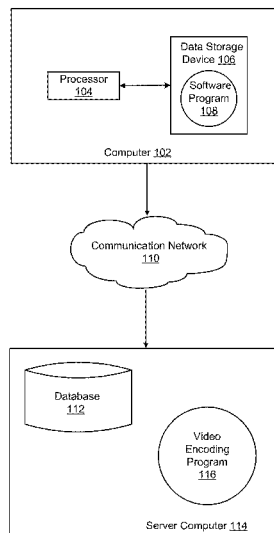 Data Storage
Device 106
Processor
104
Software
Program
108
Computer 102
Communication Network
110
Database
112
Video
Encoding
Program
116
Server Computer 114